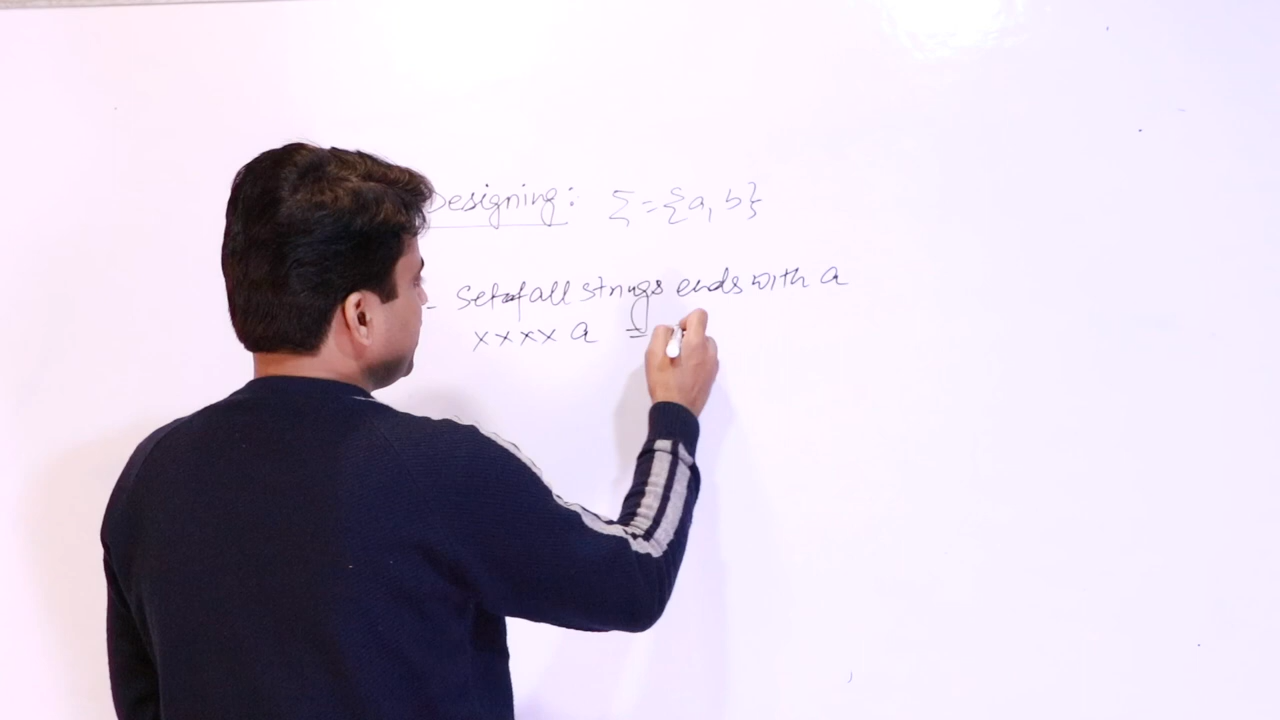 Designing: Σ={a, b}
- Set of all strings ends with a
xxxx a =